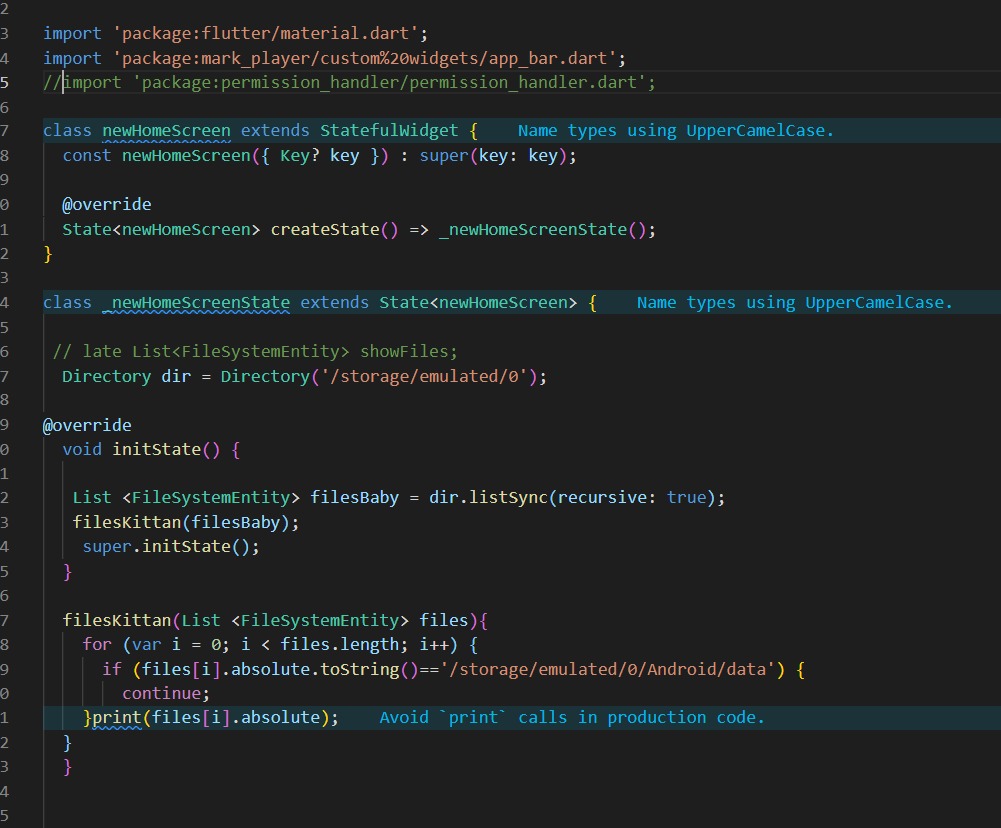 2
3 import 'package:flutter/material.dart';
4 import 'package:mark_player/custom%20widgets/app_bar.dart';
5 //import 'package:permission_handler/permission_handler.dart';
6
7 class newHomeScreen extends StatefulWidget {    Name types using UpperCamelCase.
8   const newHomeScreen({ Key? key }) : super(key: key);
9
0   @override
1   State<newHomeScreen> createState() => _newHomeScreenState();
2 }
3
4 class _newHomeScreenState extends State<newHomeScreen> {    Name types using UpperCamelCase.
5
6  // late List<FileSystemEntity> showFiles;
7   Directory dir = Directory('/storage/emulated/0');
8
9 @override
0   void initState() {
1
2    List <FileSystemEntity> filesBaby = dir.listSync(recursive: true);
3    filesKittan(filesBaby);
4     super.initState();
5   }
6
7   filesKittan(List <FileSystemEntity> files){
8     for (var i = 0; i < files.length; i++) {
9       if (files[i].absolute.toString()=='/storage/emulated/0/Android/data') {
0         continue;
1     }print(files[i].absolute);    Avoid `print` calls in production code.
2   }
3   }
4
5